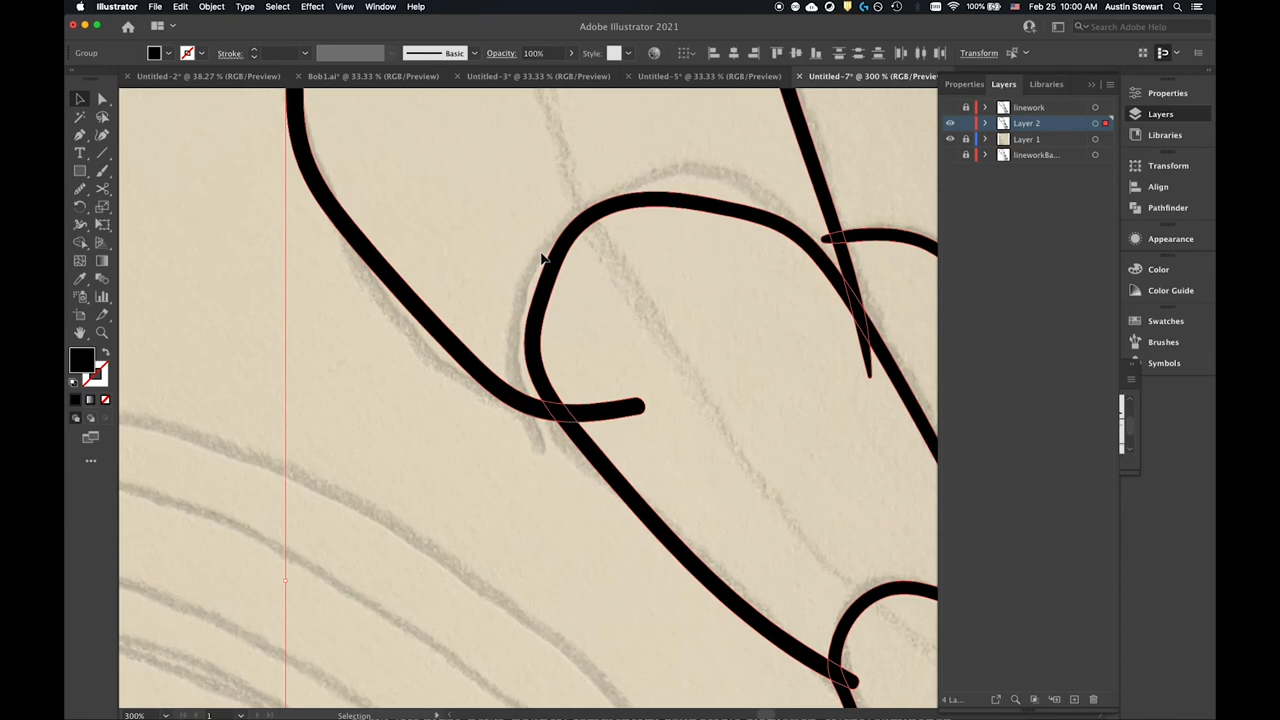 Illustrator File Edit Object Type Select Effect View Window Help 100% Feb 25 10:00 AM Austin Stewart
Adobe Illustrator 2021
Search Adobe Help
Group Stroke: Basic Opacity: 100% Style: Transform
Untitled-2* @ 38.27 % (RGB/Preview) Bob1.ai* @ 33.33 % (RGB/Preview) Untitled-3* @ 33.33 % (RGB/Preview) Untitled-5* @ 33.33 % (RGB/Preview) Untitled-7* @ 300 % (RGB/Previe
Properties Layers Libraries
linework
Layer 2
Layer 1
lineworkBa...
Properties
Layers
Libraries
Transform
Align
Pathfinder
Appearance
Color
Color Guide
Swatches
Brushes
Symbols
4 La...
300% 1 Selection